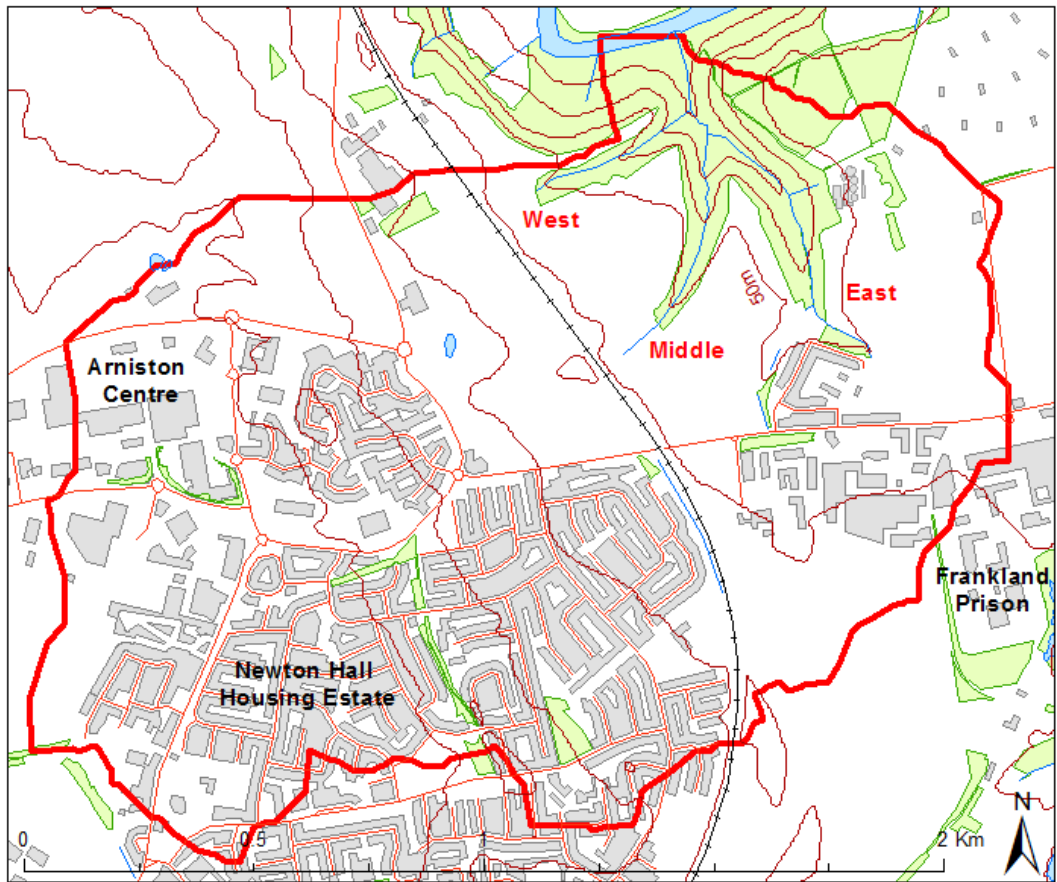 West
50m
East
Middle
Arniston
Centre
Frankland
Prison
Newton Hall
Housing Estate
N
0
0.5
1
2 Km